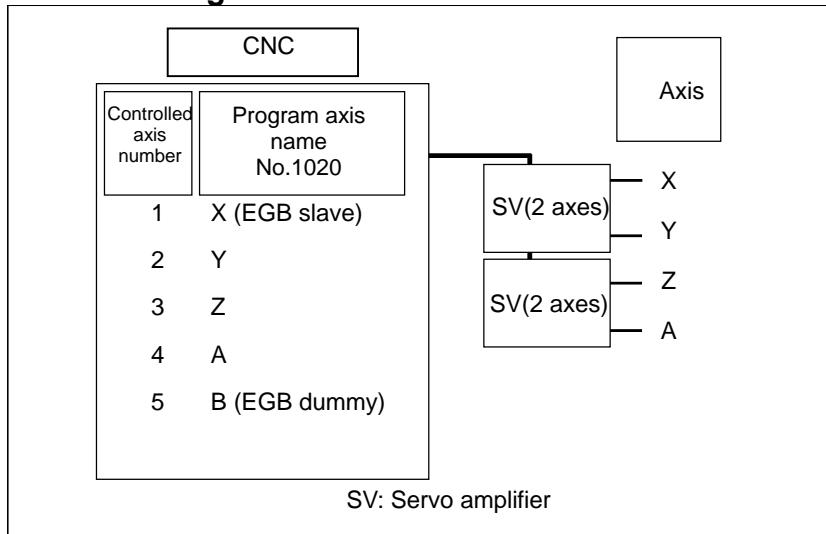 CNC
Axis
Controlled
axis
number
Program axis
name
No.1020
1 X (EGB slave)
2 Y
3 Z
4 A
5 B (EGB dummy)
SV(2 axes)
X
Y
SV(2 axes)
Z
A
SV: Servo amplifier